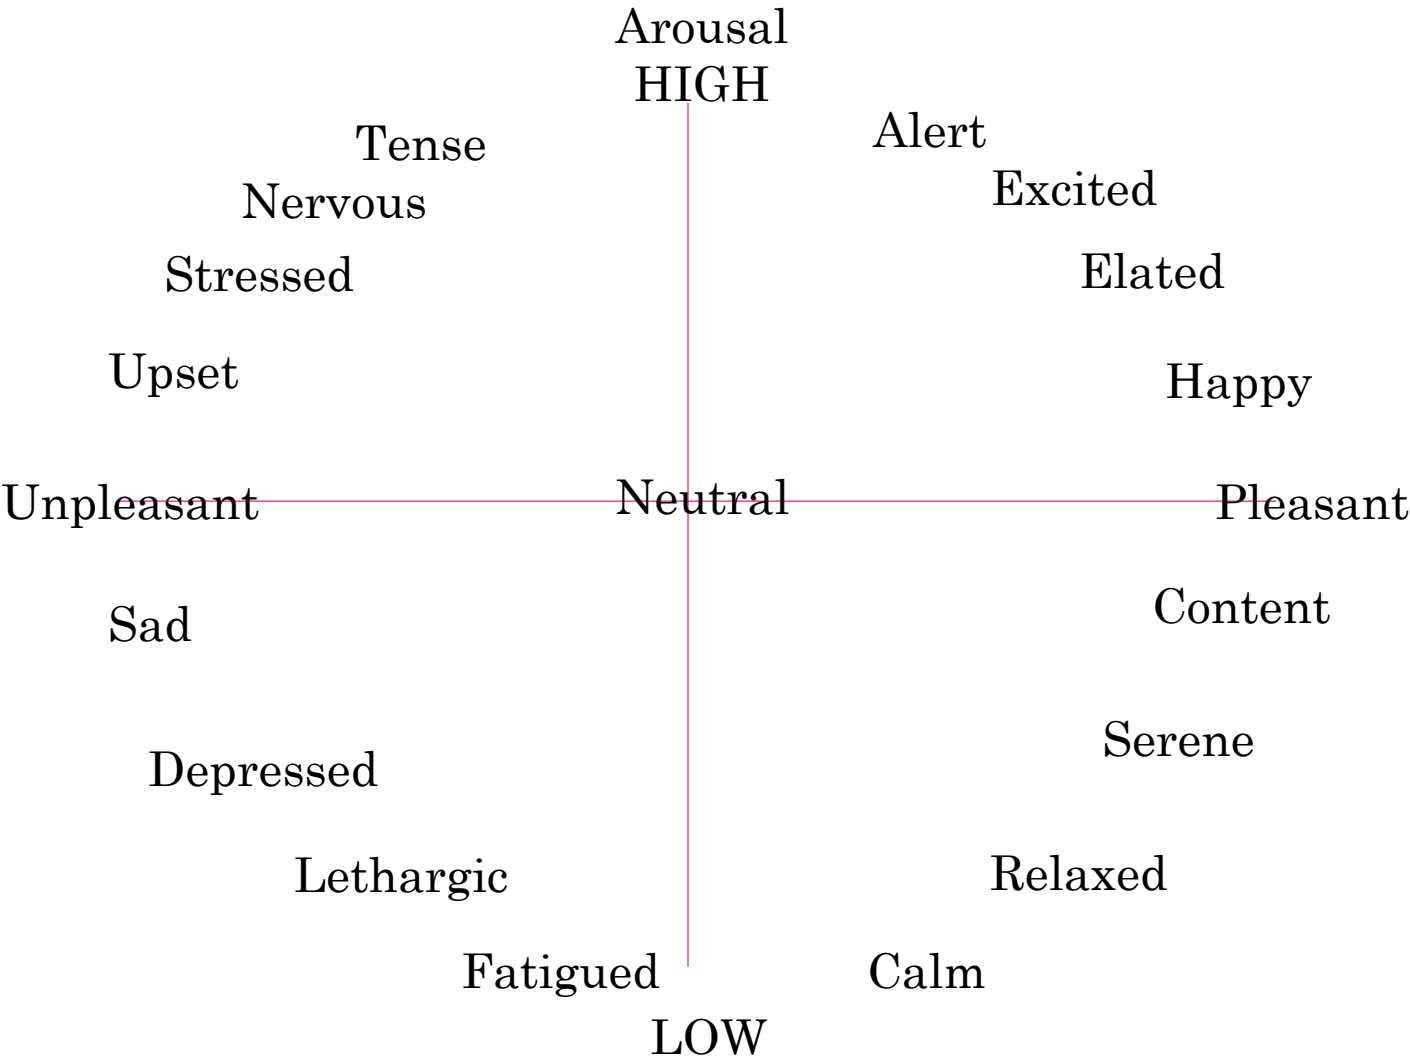 Arousal
HIGH
Tense
Alert
Nervous
Excited
Stressed
Elated
Upset
Happy
Unpleasant
Neutral
Pleasant
Sad
Content
Depressed
Serene
Lethargic
Relaxed
Fatigued
Calm
LOW